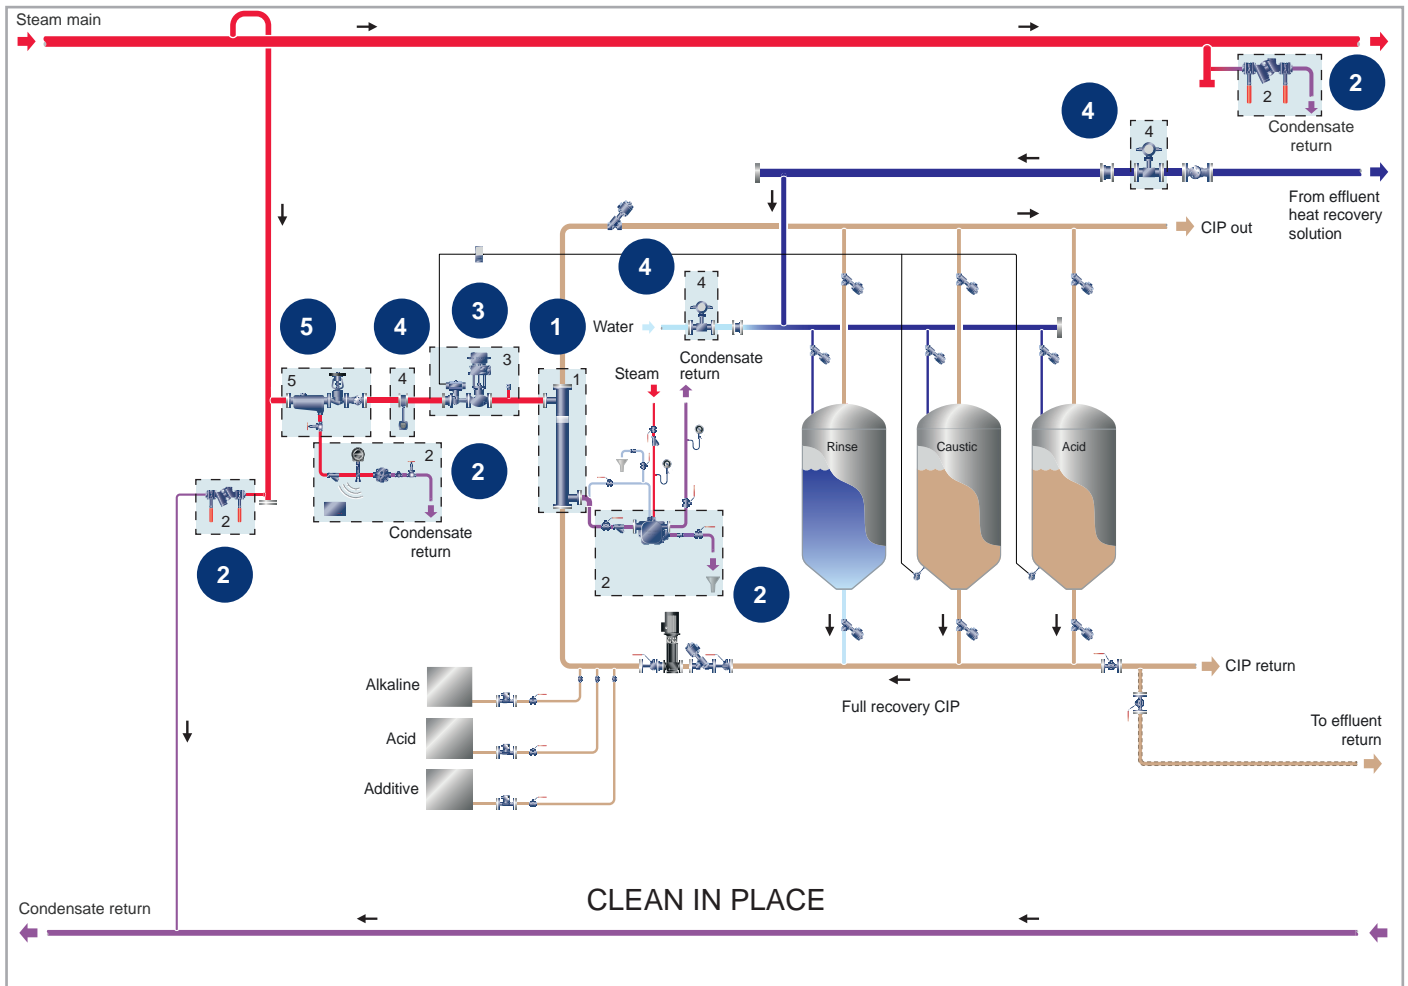 Steam main
2
2
Condensate
return
4
4
From effluent
heat recovery
solution
CIP out
4
4
Water
Condensate
return
Steam
5
5
4
4
3
3
1
1
Rinse
Caustic
Acid
2
2
Condensate
return
2
2
2
2
Alkaline
Acid
Additive
CIP return
Full recovery CIP
To effluent
return
CLEAN IN PLACE
Condensate return